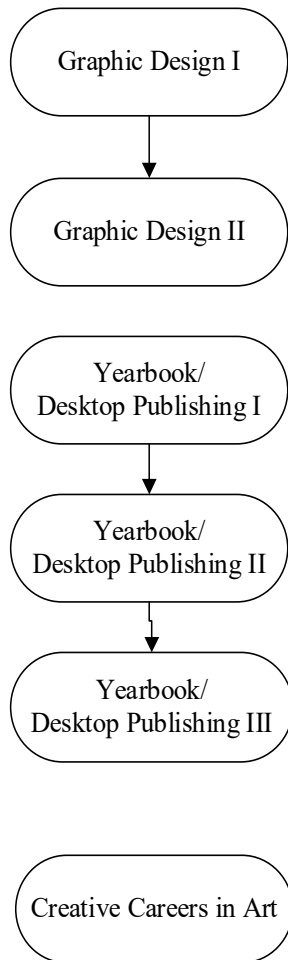 Graphic Design I
Graphic Design II
Yearbook/
Desktop Publishing I
Yearbook/
Desktop Publishing II
Yearbook/
Desktop Publishing III
Creative Careers in Art